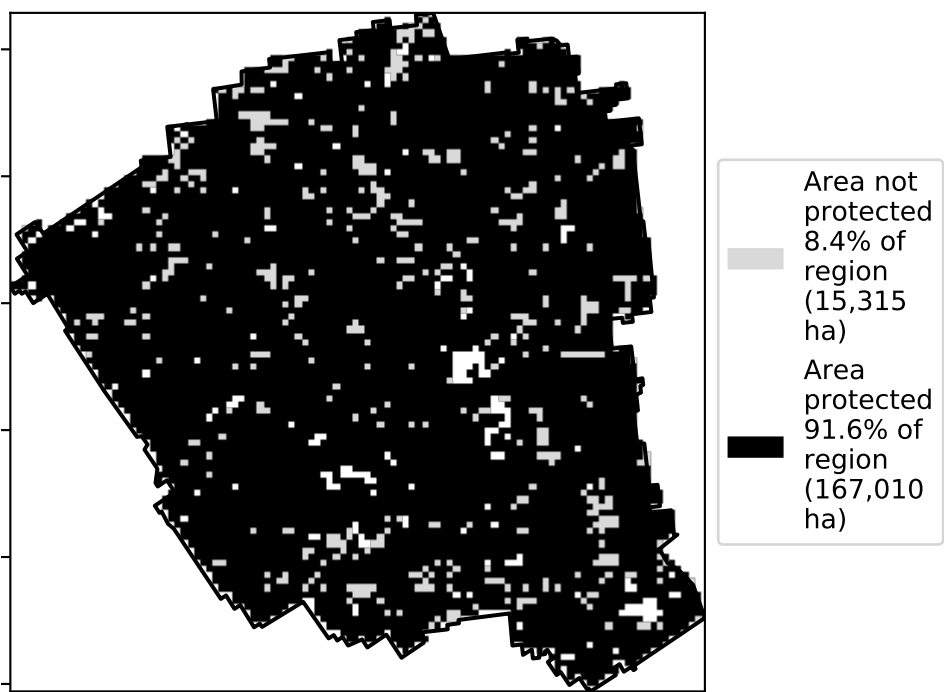 Area not
protected
8.4% of
region
(15,315
ha)
Area
protected
91.6% of
region
(167,010
ha)